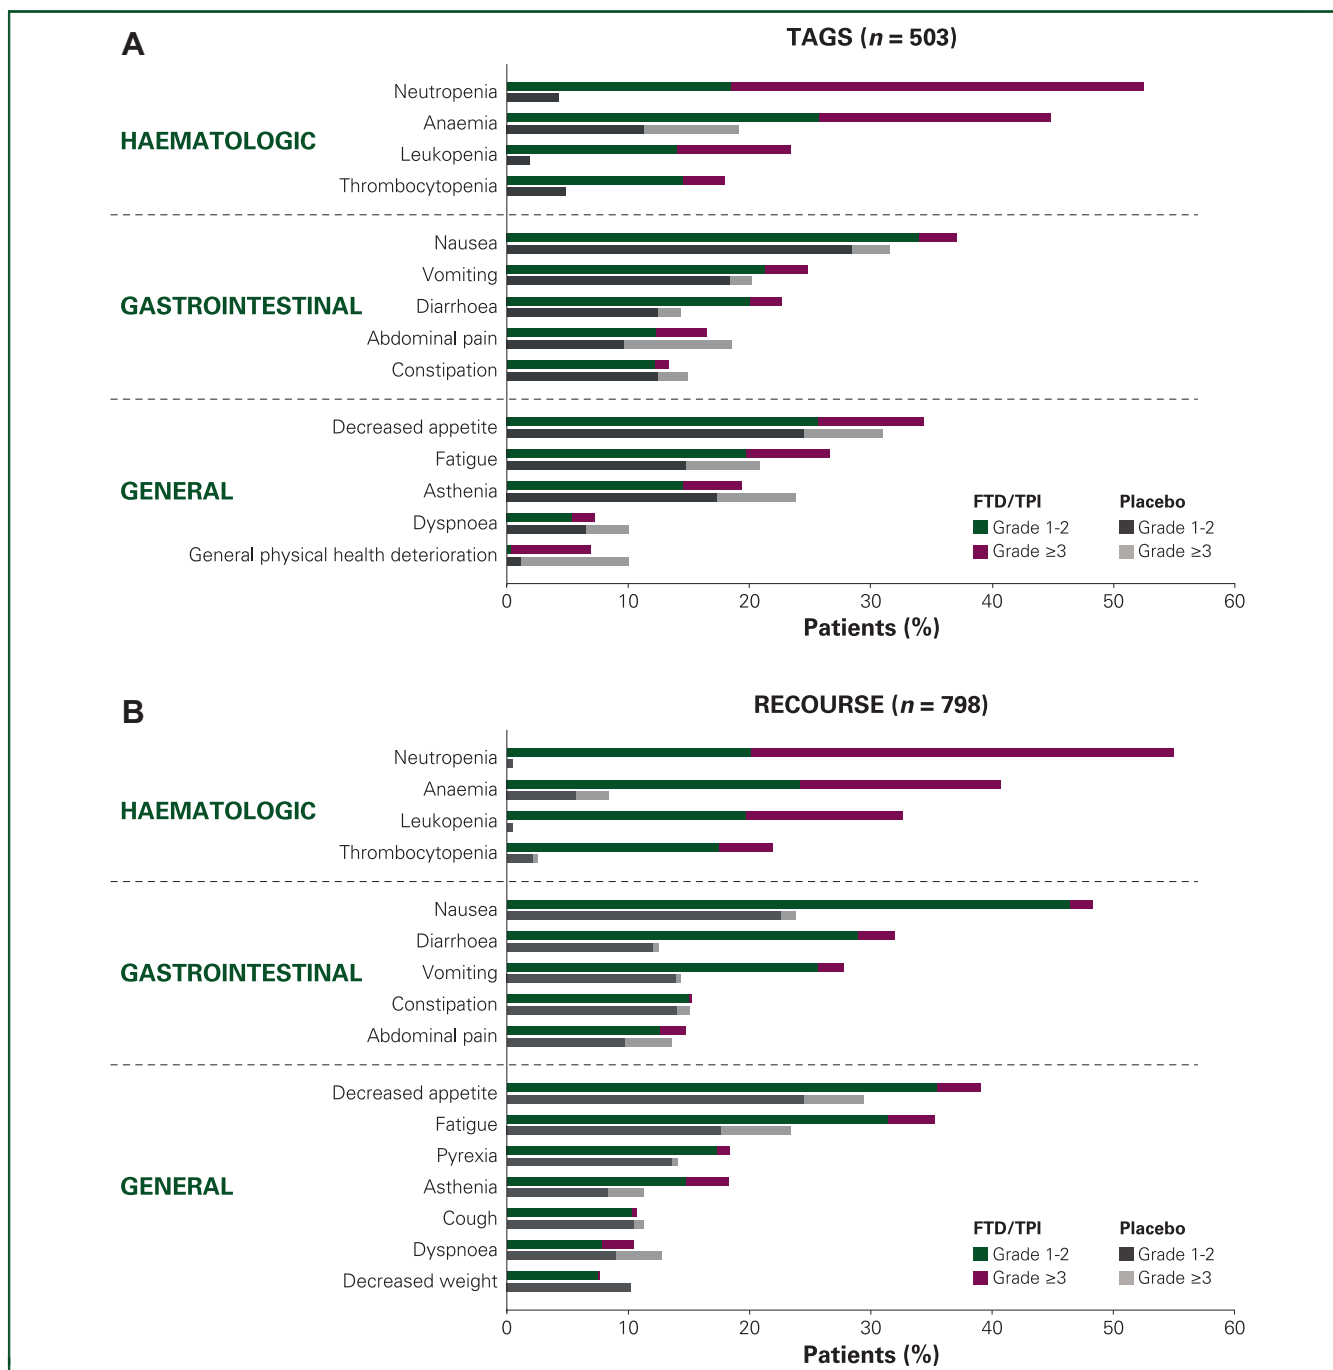 A
TAGS (n = 503)
HAEMATOLOGIC
Neutropenia
Anaemia
Leukopenia
Thrombocytopenia
GASTROINTESTINAL
Nausea
Vomiting
Diarrhoea
Abdominal pain
Constipation
GENERAL
Decreased appetite
Fatigue
Asthenia
Dyspnoea
General physical health deterioration
FTD/TPI Placebo
Grade 1-2 Grade 1-2
Grade ≥3 Grade ≥3
0 10 20 30 40 50 60
Patients (%)
B
RECOURSE (n = 798)
HAEMATOLOGIC
Neutropenia
Anaemia
Leukopenia
Thrombocytopenia
GASTROINTESTINAL
Nausea
Diarrhoea
Vomiting
Constipation
Abdominal pain
GENERAL
Decreased appetite
Fatigue
Pyrexia
Asthenia
Cough
Dyspnoea
Decreased weight
FTD/TPI Placebo
Grade 1-2 Grade 1-2
Grade ≥3 Grade ≥3
0 10 20 30 40 50 60
Patients (%)